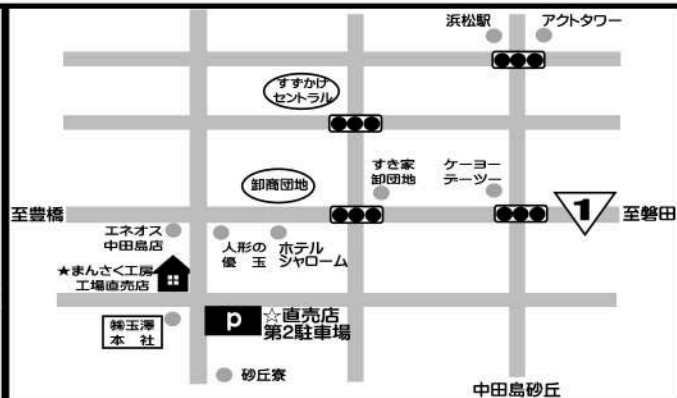 浜松駅
アクトタワー
すずかけ
セントラル
卸商団地
すき家
卸団地
ケーヨー
デーツー
至豊橋
1
至磐田
エネオス
中田島店
人形の
優玉
ホテル
シャローム
★まんさく工房
工場直売店
㈱玉澤
本社
P
☆直売店
第2駐車場
砂丘寮
中田島砂丘